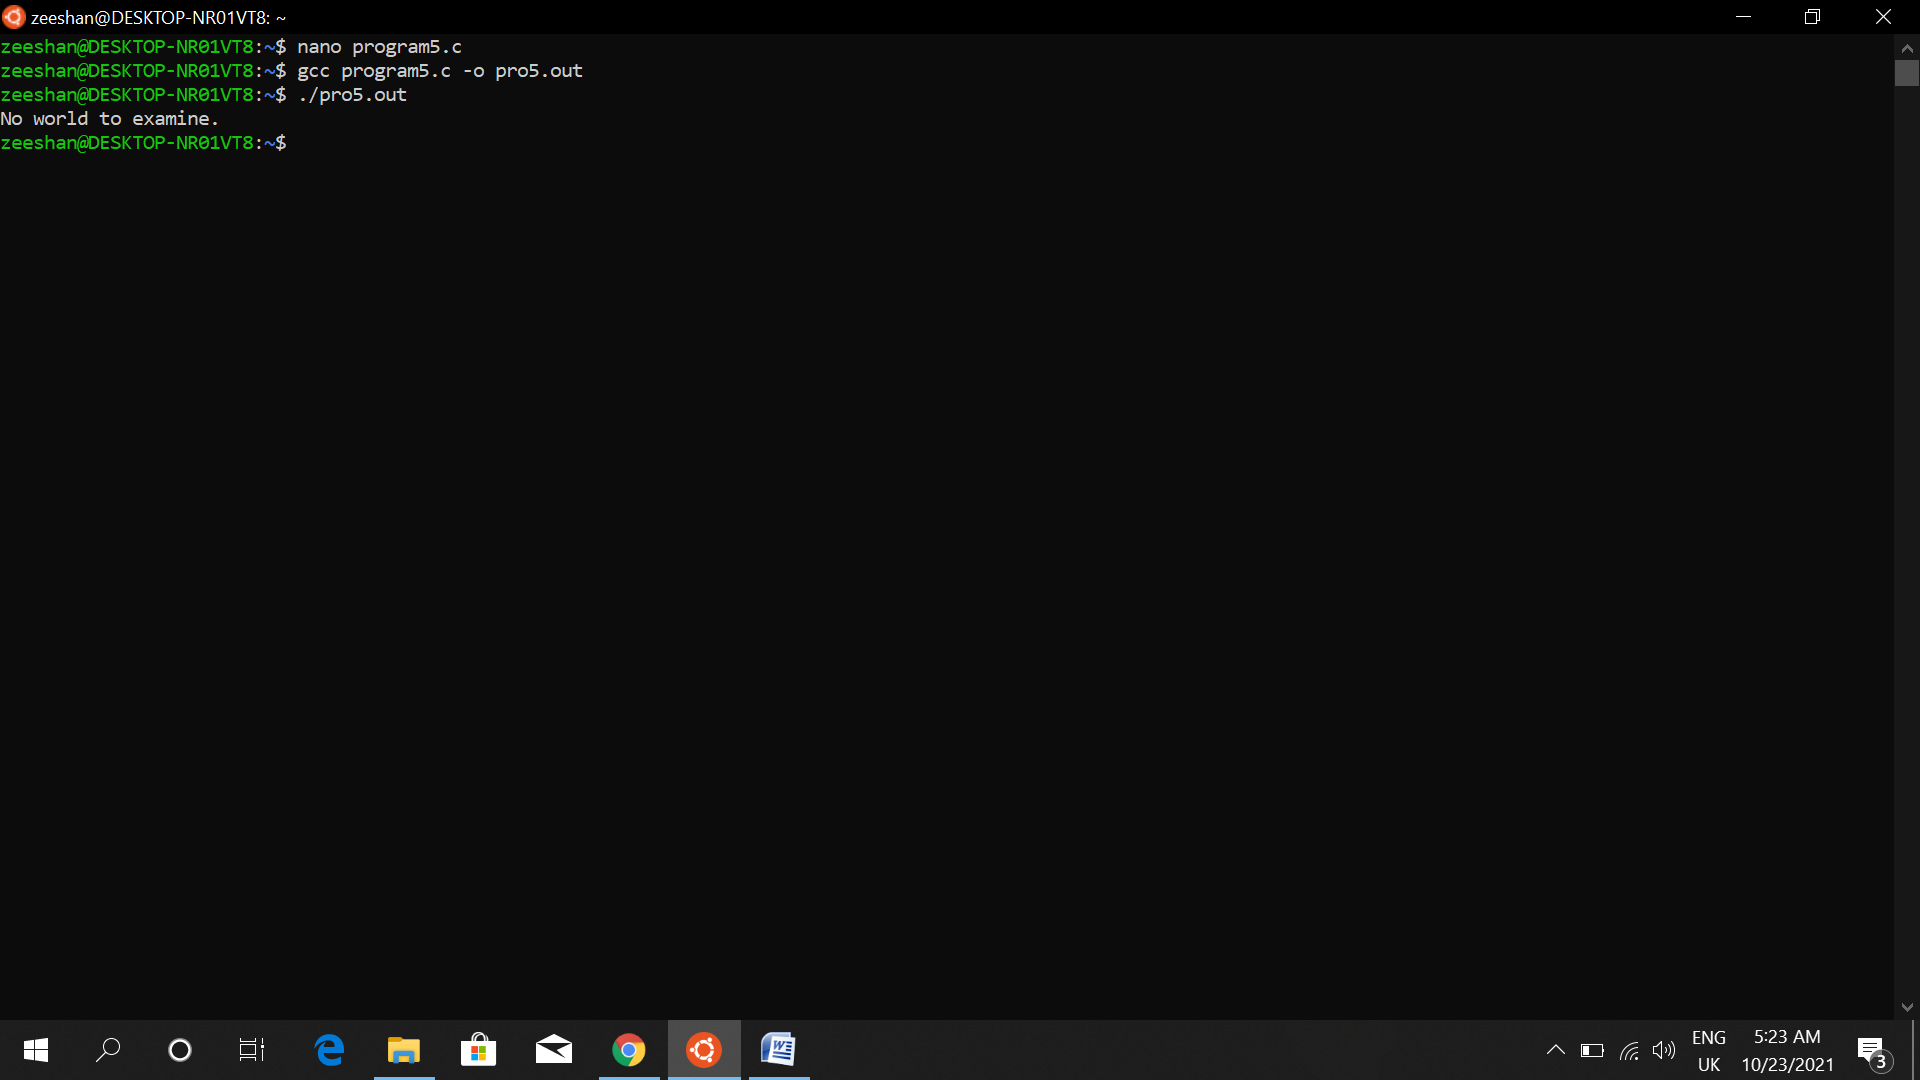 zeeshan@DESKTOP-NR01VT8: ~
zeeshan@DESKTOP-NR01VT8:~$ nano program5.c
zeeshan@DESKTOP-NR01VT8:~$ gcc program5.c -o pro5.out
zeeshan@DESKTOP-NR01VT8:~$ ./pro5.out
No world to examine.
zeeshan@DESKTOP-NR01VT8:~$
ENG 5:23 AM
UK 10/23/2021
3